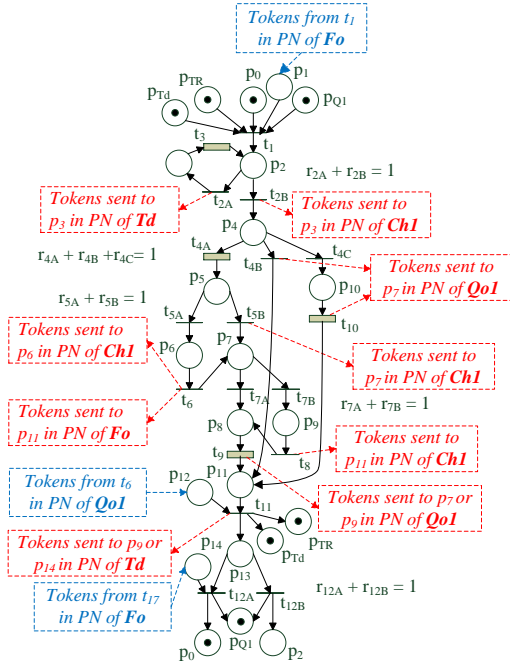 Tokens from t1
in PN of Fo
p0
p1
pTR
pTd
pQ1
t3
t1
p2
r2A + r2B = 1
t2A
t2B
Tokens sent to
p3 in PN of Td
Tokens sent to
p3 in PN of Ch1
p4
t4A
t4B
t4C
r4A + r4B +r4C= 1
Tokens sent to
p7 in PN of Qo1
p5
p10
r5A + r5B = 1
t5A
t5B
t10
Tokens sent to
p6 in PN of Ch1
p6
p7
Tokens sent to
p7 in PN of Ch1
t6
t7A
t7B
r7A + r7B = 1
Tokens sent to
p11 in PN of Fo
p8
p9
t9
t8
Tokens sent to
p11 in PN of Ch1
p12
p11
Tokens from t6
in PN of Qo1
Tokens sent to p7 or
p9 in PN of Qo1
t11
pTR
Tokens sent to p9 or
p14 in PN of Td
p14
pTd
p13
Tokens from t17
in PN of Fo
t12A
t12B
r12A + r12B = 1
p0
pQ1
p2